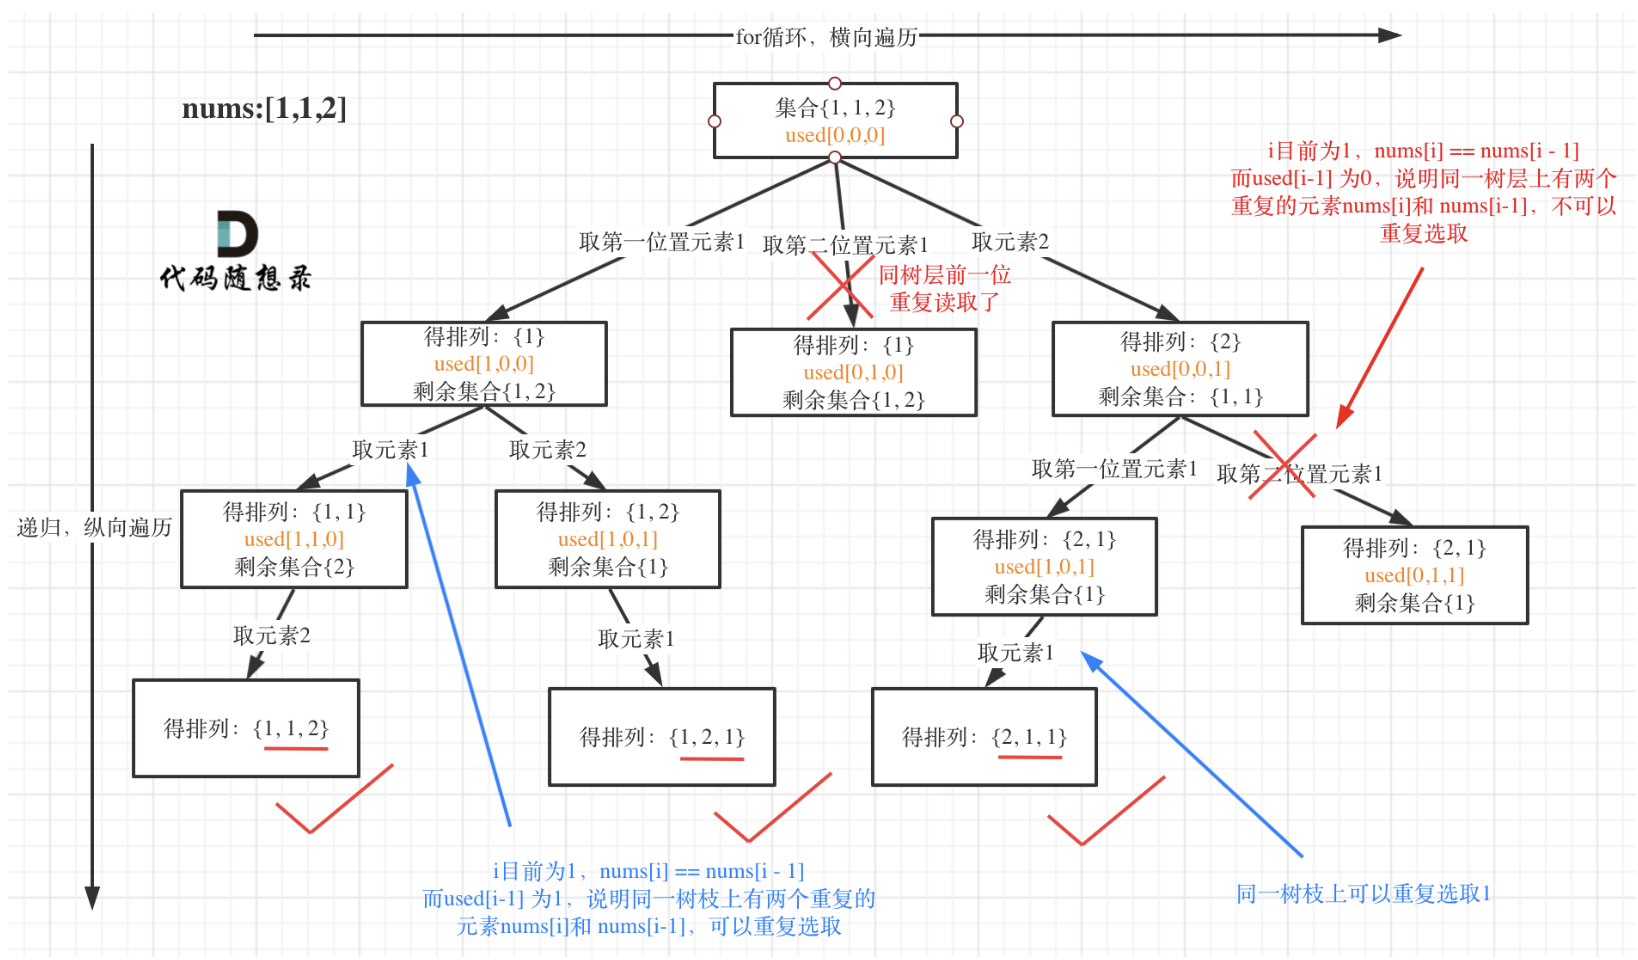 for循环，横向遍历
nums:[1,1,2]
集合{1, 1, 2}
used[0,0,0]
i目前为1，nums[i] == nums[i - 1]
而used[i-1] 为0，说明同一树层上有两个
重复的元素nums[i]和 nums[i-1]，不可以
重复选取
代码随想录
取第一位置元素1
取第二位置元素1
取元素2
同树层前一位
重复读取了
得排列：{1}
used[1,0,0]
剩余集合{1, 2}
得排列：{1}
used[0,1,0]
剩余集合{1, 2}
得排列：{2}
used[0,0,1]
剩余集合：{1, 1}
取元素1
取元素2
取第一位置元素1
取第二位置元素1
递归，纵向遍历
得排列：{1, 1}
used[1,1,0]
剩余集合{2}
得排列：{1, 2}
used[1,0,1]
剩余集合{1}
得排列：{2, 1}
used[1,0,1]
剩余集合{1}
得排列：{2, 1}
used[0,1,1]
剩余集合{1}
取元素2
取元素1
取元素1
得排列：{1, 1, 2}
得排列：{1, 2, 1}
得排列：{2, 1, 1}
i目前为1，nums[i] == nums[i - 1]
而used[i-1] 为1，说明同一树枝上有两个重复的
元素nums[i]和 nums[i-1]，可以重复选取
同一树枝上可以重复选取1